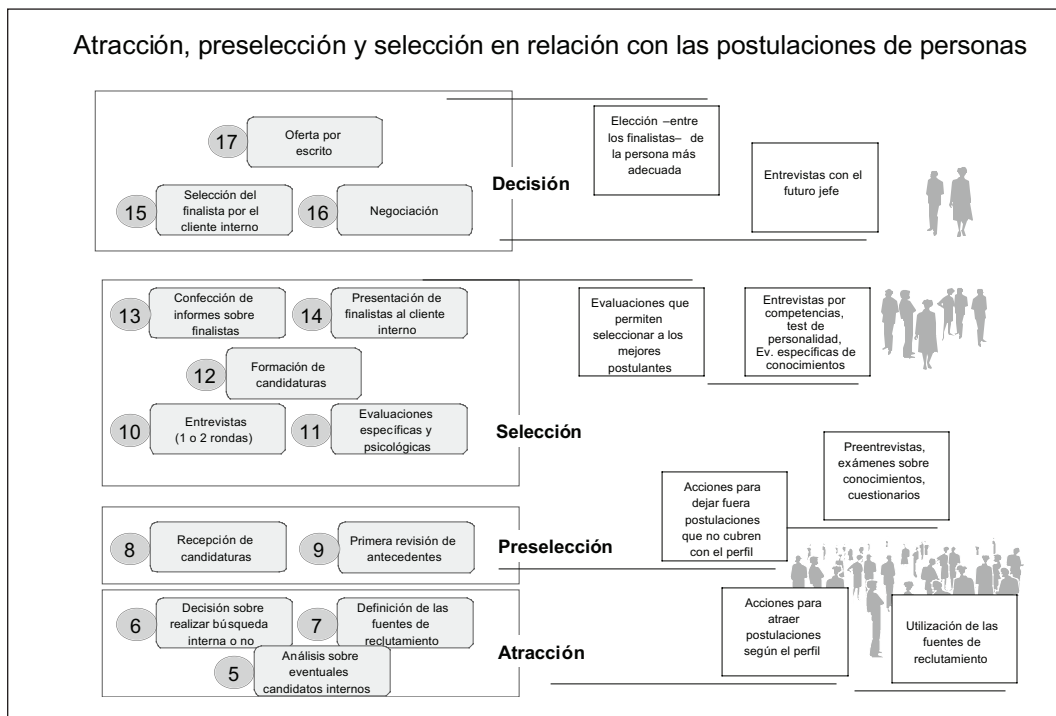 Atracción, preselección y selección en relación con las postulaciones de personas
17
Oferta por
escrito
15
Selección del
finalista por el
cliente interno
16
Negociación
Decisión
Elección –entre
los finalistas– de
la persona más
adecuada
Entrevistas con el
futuro jefe
13
Confección de
informes sobre
finalistas
14
Presentación de
finalistas al cliente
interno
12
Formación de
candidaturas
10
Entrevistas
(1 o 2 rondas)
11
Evaluaciones
específicas y
psicológicas
Selección
Evaluaciones que
permiten
seleccionar a los
mejores
postulantes
Entrevistas por
competencias,
test de
personalidad,
Ev. específicas de
conocimientos
8
Recepción de
candidaturas
9
Primera revisión de
antecedentes
Preselección
Acciones para
dejar fuera
postulaciones
que no cubren
con el perfil
Preentrevistas,
exámenes sobre
conocimientos,
cuestionarios
6
Decisión sobre
realizar búsqueda
interna o no
7
Definición de las
fuentes de
reclutamiento
5
Análisis sobre
eventuales
candidatos internos
Atracción
Acciones para
atraer
postulaciones
según el perfil
Utilización de las
fuentes de
reclutamiento